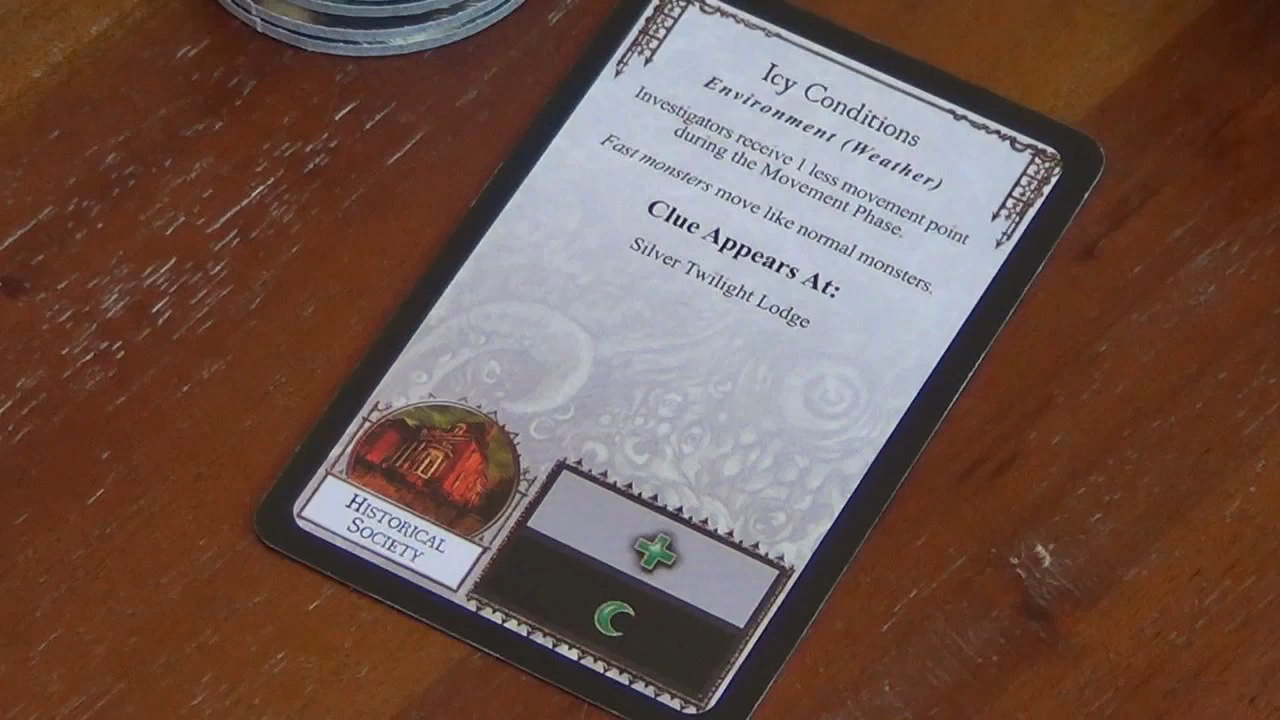 Icy Conditions
Environment (Weather)
Investigators receive 1 less movement point
during the Movement Phase.
Fast monsters move like normal monsters.
Clue Appears At:
Silver Twilight Lodge
HISTORICAL
SOCIETY